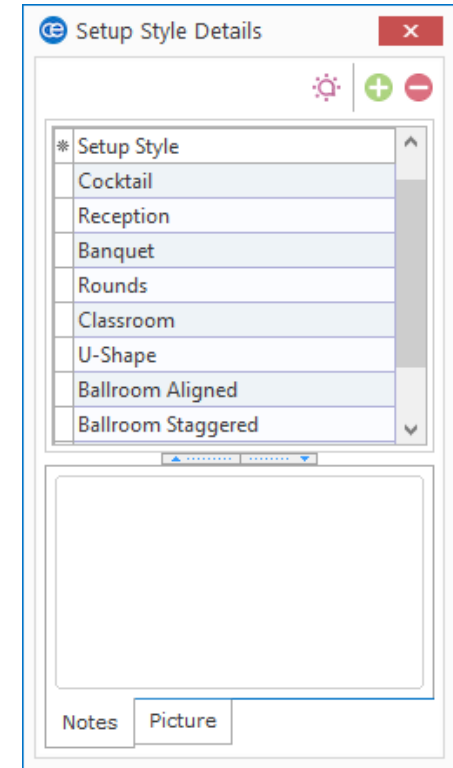 Setup Style Details
Setup Style
Cocktail
Reception
Banquet
Rounds
Classroom
U-Shape
Ballroom Aligned
Ballroom Staggered
Notes Picture